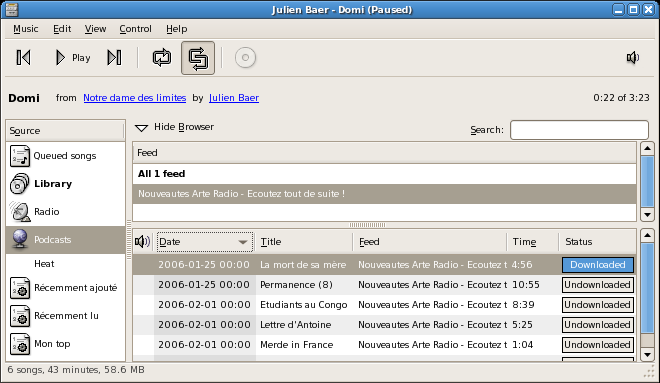 Julien Baer - Domi (Paused)
Music Edit View Control Help
Play
Domi from Notre dame des limites by Julien Baer 0:22 of 3:23
Source
Queued songs
Library
Radio
Podcasts
Heat
Récemment ajouté
Récemment lu
Mon top
Hide Browser Search:
Feed
All 1 feed
Nouveautes Arte Radio - Ecoutez tout de suite !
Date Title Feed Time Status
2006-01-25 00:00 La mort de sa mère Nouveautes Arte Radio - Ecoutez t 4:56 Downloaded
2006-01-25 00:00 Permanence (8) Nouveautes Arte Radio - Ecoutez t 10:55 Undownloaded
2006-02-01 00:00 Etudiants au Congo Nouveautes Arte Radio - Ecoutez t 8:39 Undownloaded
2006-02-01 00:00 Lettre d'Antoine Nouveautes Arte Radio - Ecoutez t 5:25 Undownloaded
2006-02-01 00:00 Merde in France Nouveautes Arte Radio - Ecoutez t 1:04 Undownloaded
6 songs, 43 minutes, 58.6 MB